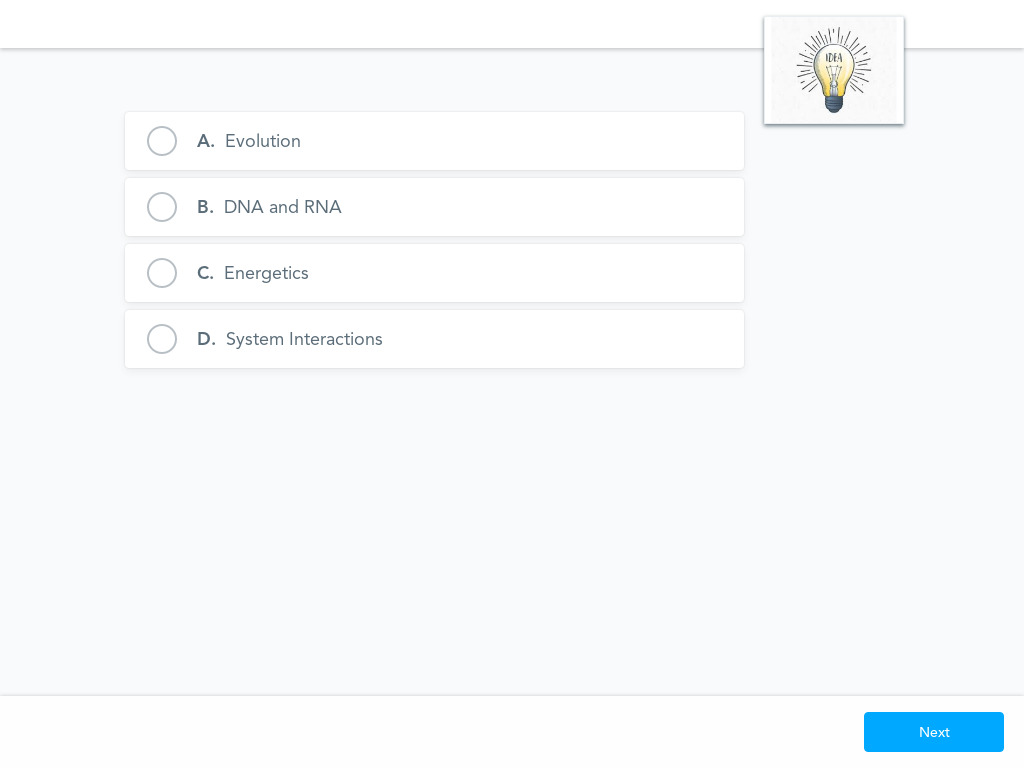 IDEA
A. Evolution
B. DNA and RNA
C. Energetics
D. System Interactions
Next